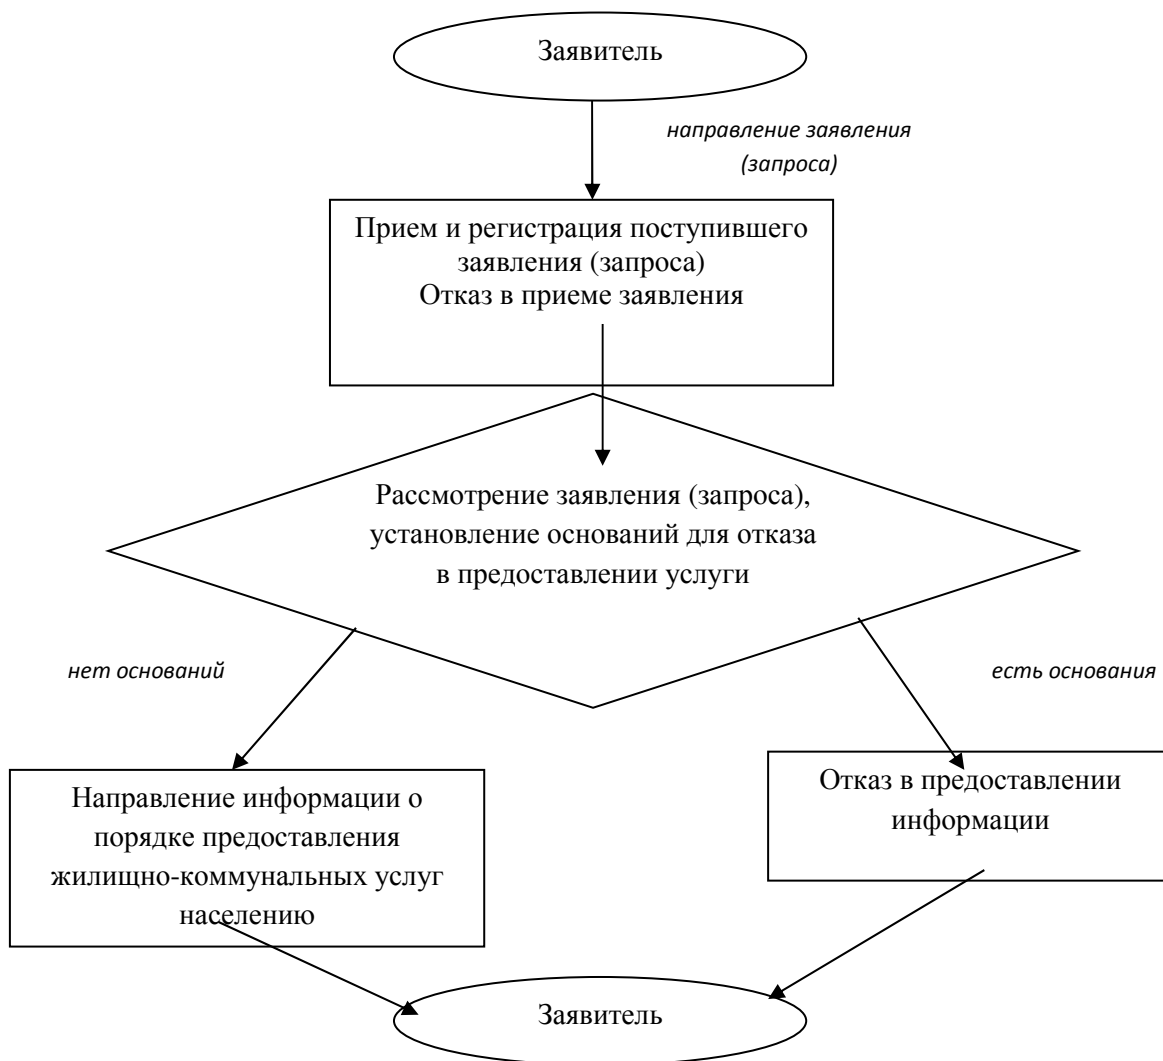 Заявитель
направление заявления
(запроса)
Прием и регистрация поступившего
заявления (запроса)
Отказ в приеме заявления
Рассмотрение заявления (запроса),
установление оснований для отказа
в предоставлении услуги
нет оснований
есть основания
Направление информации о
порядке предоставления
жилищно-коммунальных услуг
населению
Отказ в предоставлении
информации
Заявитель